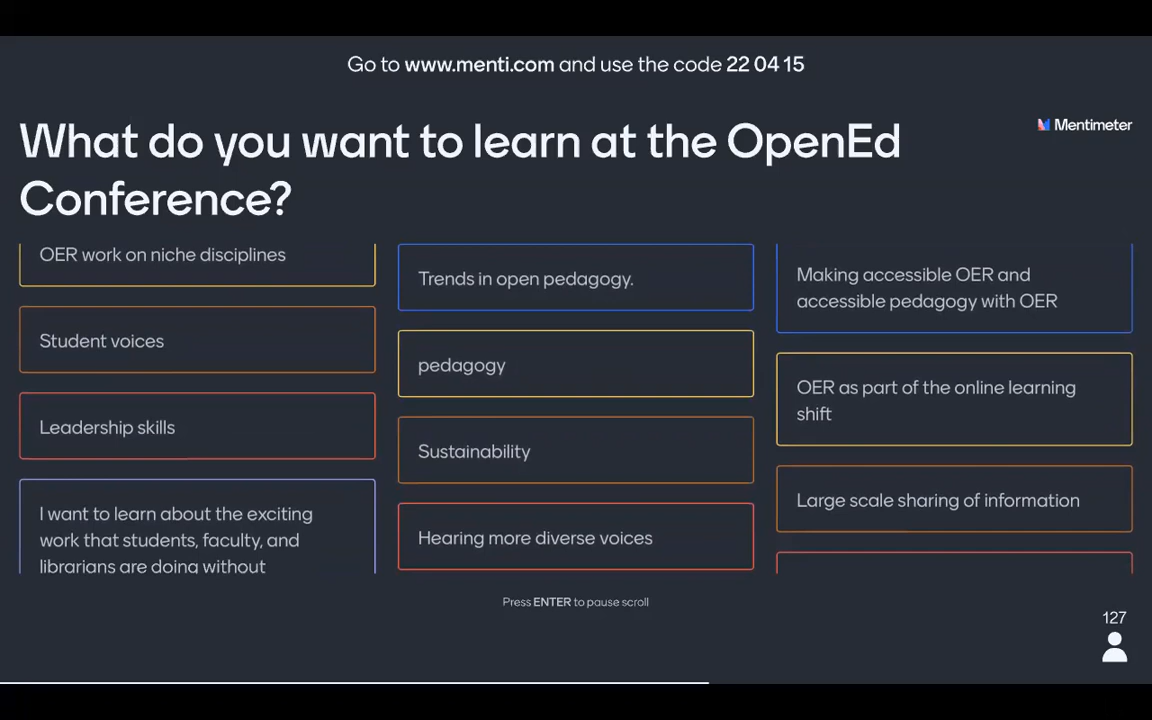 Go to www.menti.com and use the code 22 04 15
What do you want to learn at the OpenEd
Conference?
Mentimeter
OER work on niche disciplines
Student voices
Leadership skills
I want to learn about the exciting
work that students, faculty, and
librarians are doing without
Trends in open pedagogy.
pedagogy
Sustainability
Hearing more diverse voices
Making accessible OER and
accessible pedagogy with OER
OER as part of the online learning
shift
Large scale sharing of information
Press ENTER to pause scroll
127